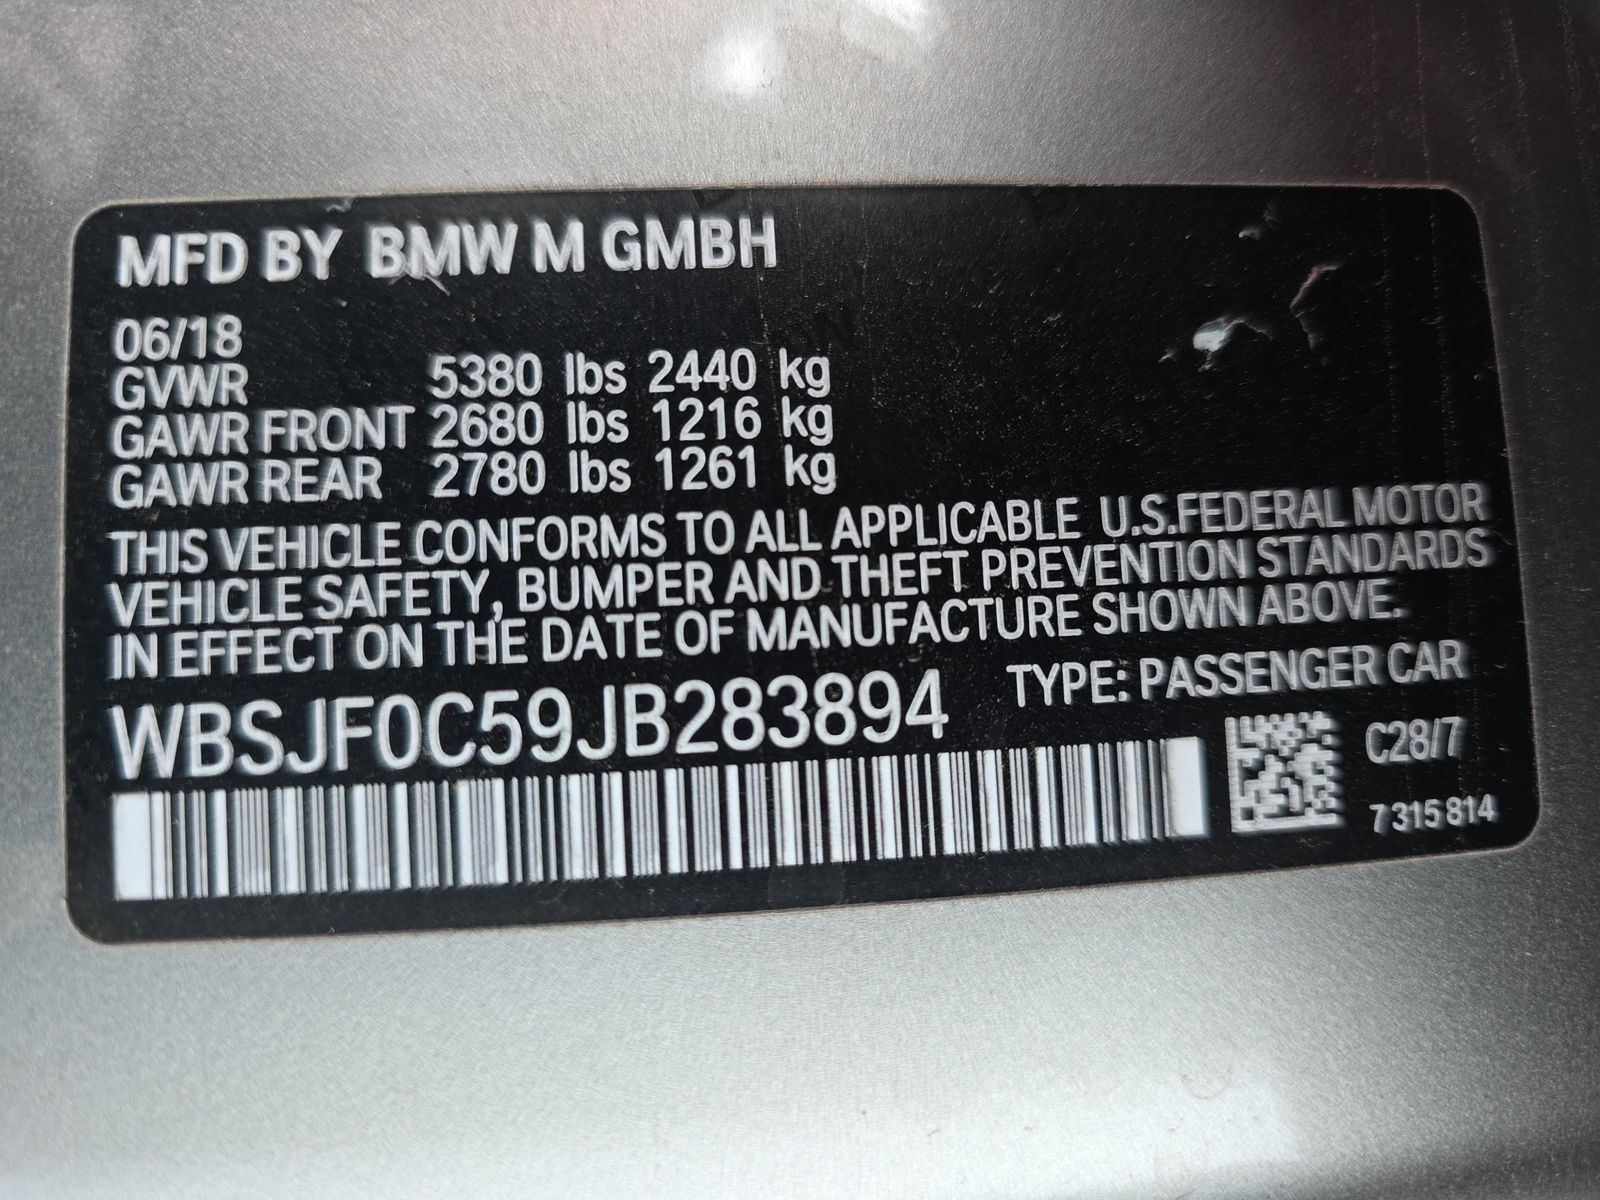 MFD BY BMW M GMBH
06/18
GVWR 5380 lbs 2440 kg
GAWR FRONT 2680 lbs 1216 kg
GAWR REAR 2780 lbs 1261 kg
THIS VEHICLE CONFORMS TO ALL APPLICABLE U.S.FEDERAL MOTOR
VEHICLE SAFETY, BUMPER AND THEFT PREVENTION STANDARDS
IN EFFECT ON THE DATE OF MANUFACTURE SHOWN ABOVE.
WBSJF0C59JB283894 TYPE: PASSENGER CAR
C28/7
7 315 814